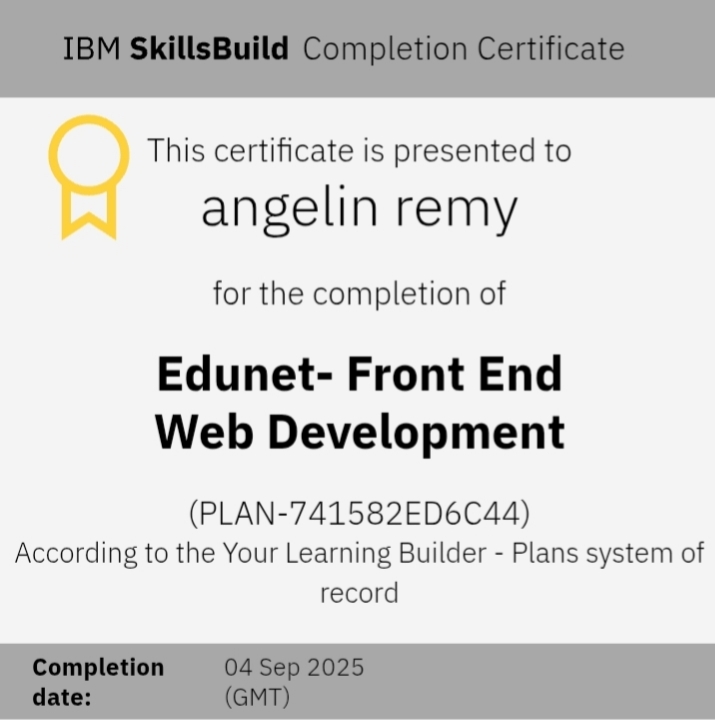 IBM SkillsBuild Completion Certificate
This certificate is presented to
angelin remy
for the completion of
Edunet- Front End
Web Development
(PLAN-741582ED6C44)
According to the Your Learning Builder - Plans system of
record
Completion date:
04 Sep 2025
(GMT)